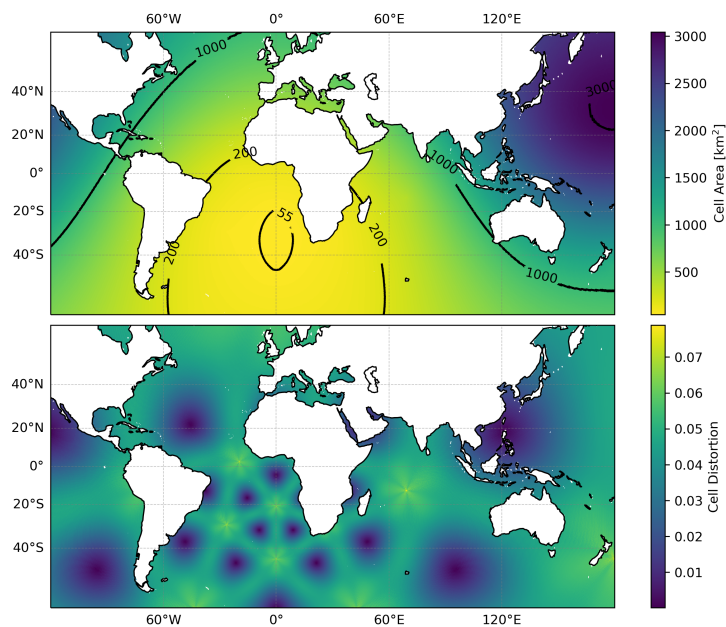 60°W 0° 60°E 120°E
1000
3000
40°N
20°N
0°
20°S
40°S
200
1000
55
200
200
1000
3000
2500
2000
1500
1000
500
Cell Area [km²]
40°N
20°N
0°
20°S
40°S
60°W 0° 60°E 120°E
0.07
0.06
0.05
0.04
0.03
0.02
0.01
Cell Distortion